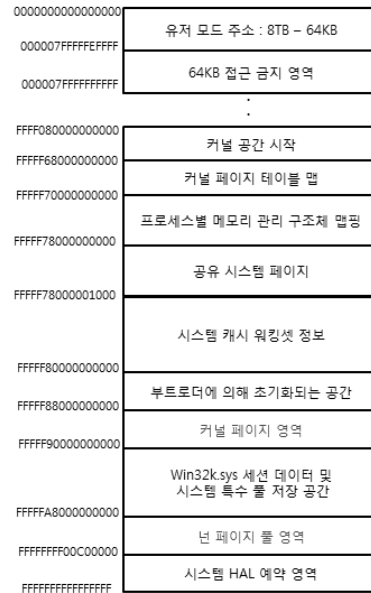 0000000000000000
유저 모드 주소 : 8TB – 64KB
000007FFFFFEFFFF
64KB 접근 금지 영역
000007FFFFFFFFFF
:
FFFF080000000000
커널 공간 시작
FFFFF68000000000
커널 페이지 테이블 맵
FFFFF70000000000
프로세스별 메모리 관리 구조체 맵핑
FFFFF78000000000
공유 시스템 페이지
FFFFF78000001000
시스템 캐시 워킹셋 정보
FFFFF80000000000
부트로더에 의해 초기화되는 공간
FFFFF88000000000
커널 페이지 영역
FFFFF90000000000
Win32k.sys 세션 데이터 및
시스템 특수 풀 저장 공간
FFFFFA8000000000
넌 페이지 풀 영역
FFFFFFFF00C00000
시스템 HAL 예약 영역
FFFFFFFFFFFFFFFF